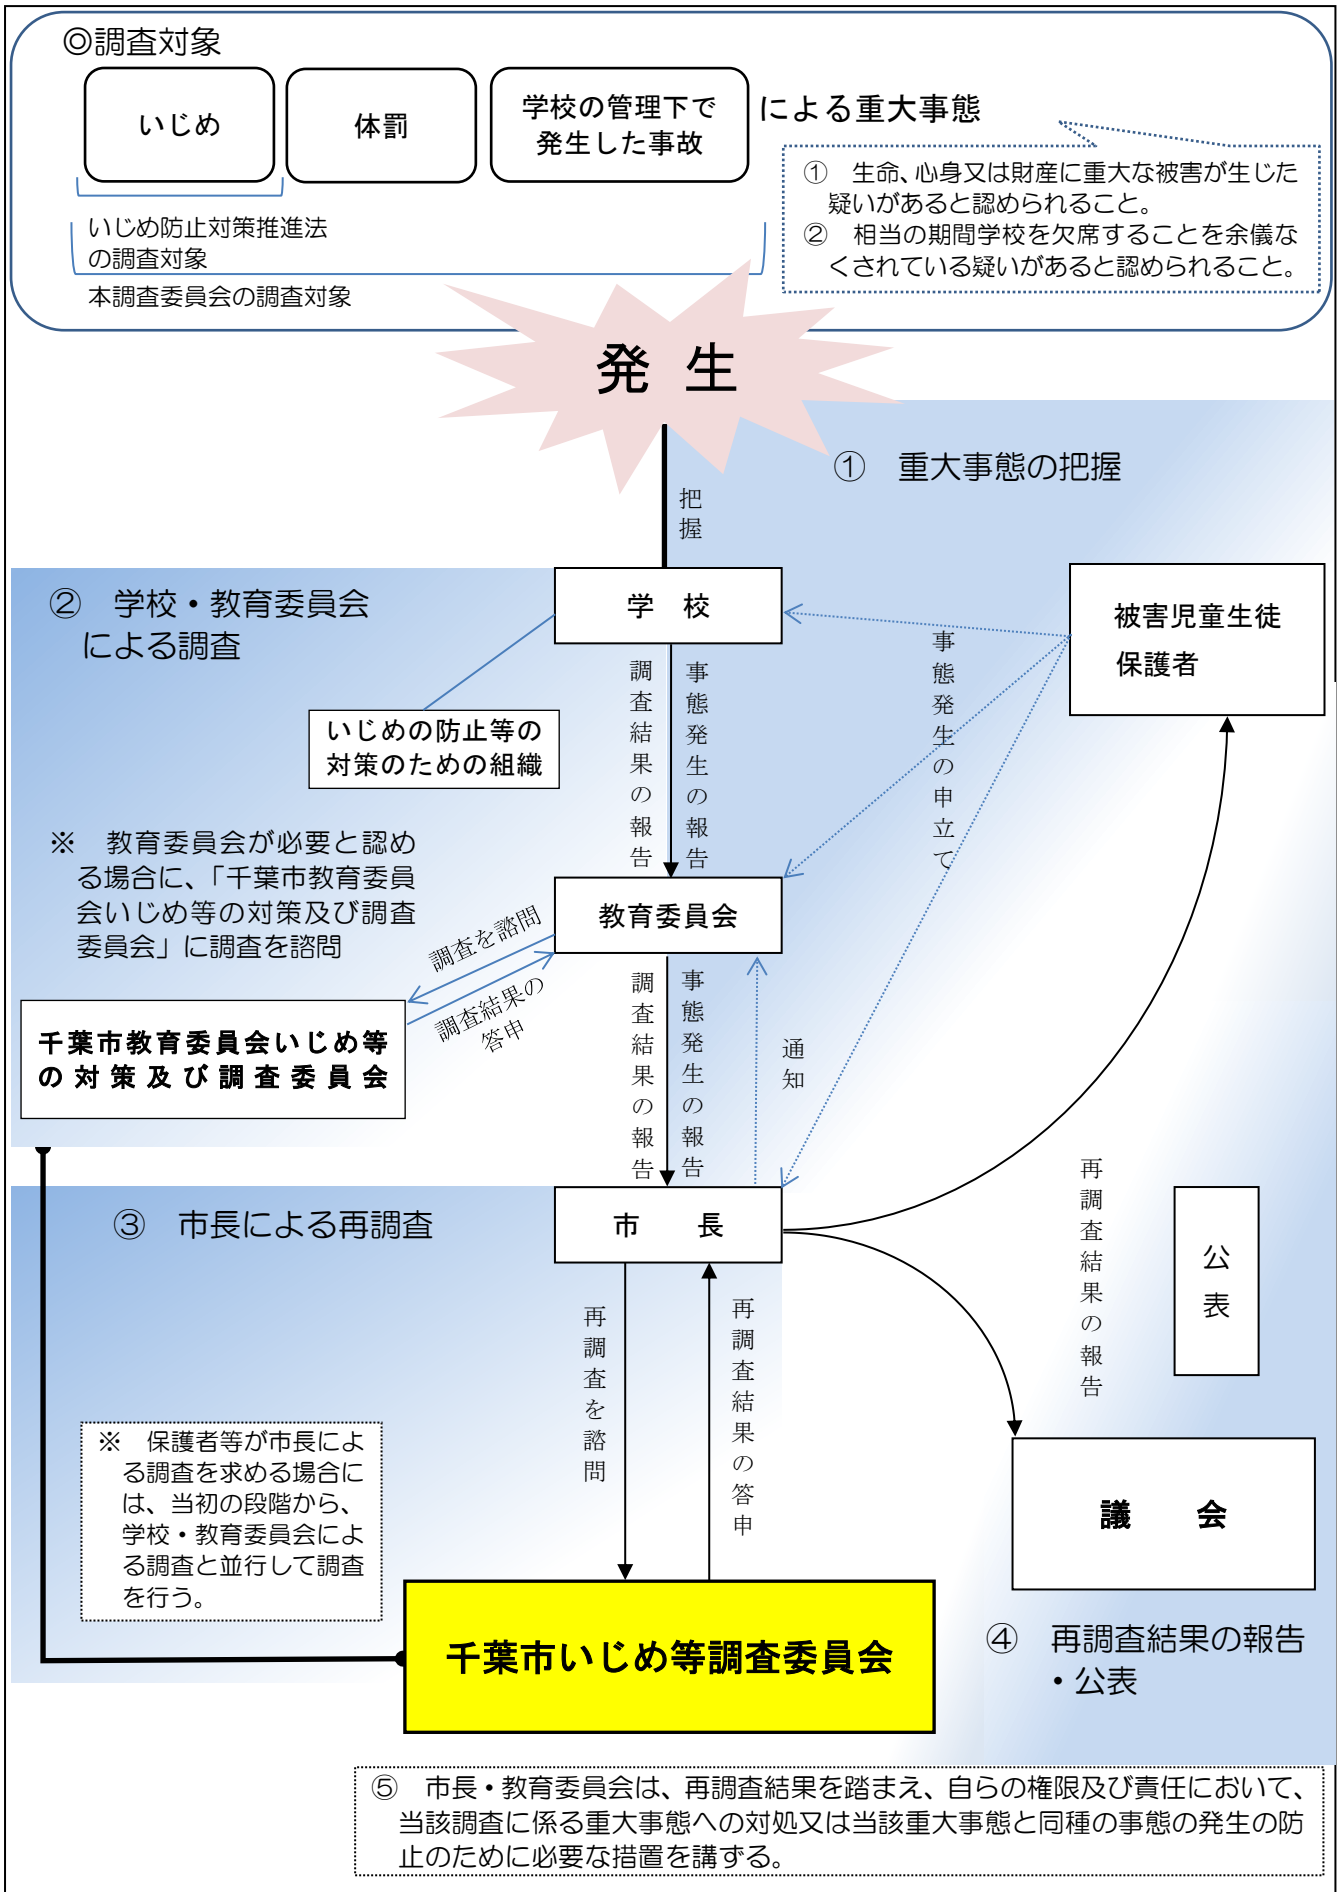 ◎調査対象
いじめ
体罰
学校の管理下で
発生した事故
による重大事態
①　生命、心身又は財産に重大な被害が生じた
疑いがあると認められること。
②　相当の期間学校を欠席することを余儀な
くされている疑いがあると認められること。
いじめ防止対策推進法
の調査対象
本調査委員会の調査対象
発 生
①　重大事態の把握
把握
②　学校・教育委員会
による調査
学 校
被害児童生徒
保護者
事態発生の申立て
調査結果の報告
事態発生の報告
いじめの防止等の
対策のための組織
※　教育委員会が必要と認め
る場合に、「千葉市教育委員
会いじめ等の対策及び調査
委員会」に調査を諮問
教育委員会
調査を諮問
調査結果の
答申
千葉市教育委員会いじめ等
の対策及び調査委員会
調査結果の報告
事態発生の報告
通知
③　市長による再調査
市　長
再調査結果の報告
公表
再調査を諮問
再調査結果の答申
※　保護者等が市長によ
る調査を求める場合に
は、当初の段階から、
学校・教育委員会によ
る調査と並行して調査
を行う。
議　会
千葉市いじめ等調査委員会
④　再調査結果の報告
・公表
⑤　市長・教育委員会は、再調査結果を踏まえ、自らの権限及び責任において、
当該調査に係る重大事態への対処又は当該重大事態と同種の事態の発生の防
止のために必要な措置を講ずる。